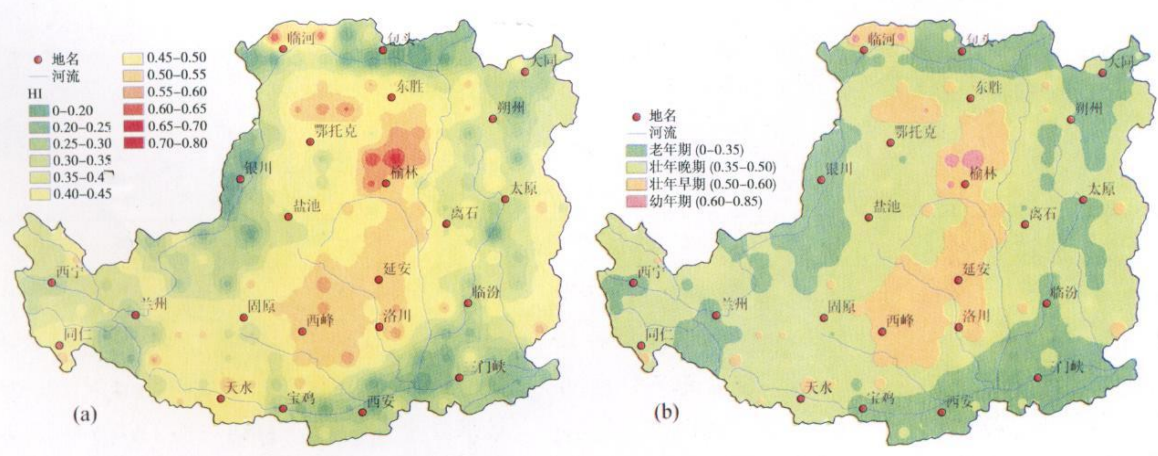 地名
河流
HI
0–0.20
0.20–0.25
0.25–0.30
0.30–0.35
0.35–0.4
0.40–0.45
0.45–0.50
0.50–0.55
0.55–0.60
0.60–0.65
0.65–0.70
0.70–0.80
临河
包头
大同
东胜
朔州
鄂托克
银川
榆林
太原
盐池
离石
西宁
延安
兰州
固原
临汾
同仁
西峰
洛川
三门峡
天水
宝鸡
西安
(a)
地名
河流
老年期 (0–0.35)
壮年晚期 (0.35–0.50)
壮年早期 (0.50–0.60)
幼年期 (0.60–0.85)
临河
包头
大同
东胜
朔州
鄂托克
银川
榆林
太原
盐池
离石
西宁
延安
兰州
固原
临汾
同仁
西峰
洛川
三门峡
天水
宝鸡
西安
(b)